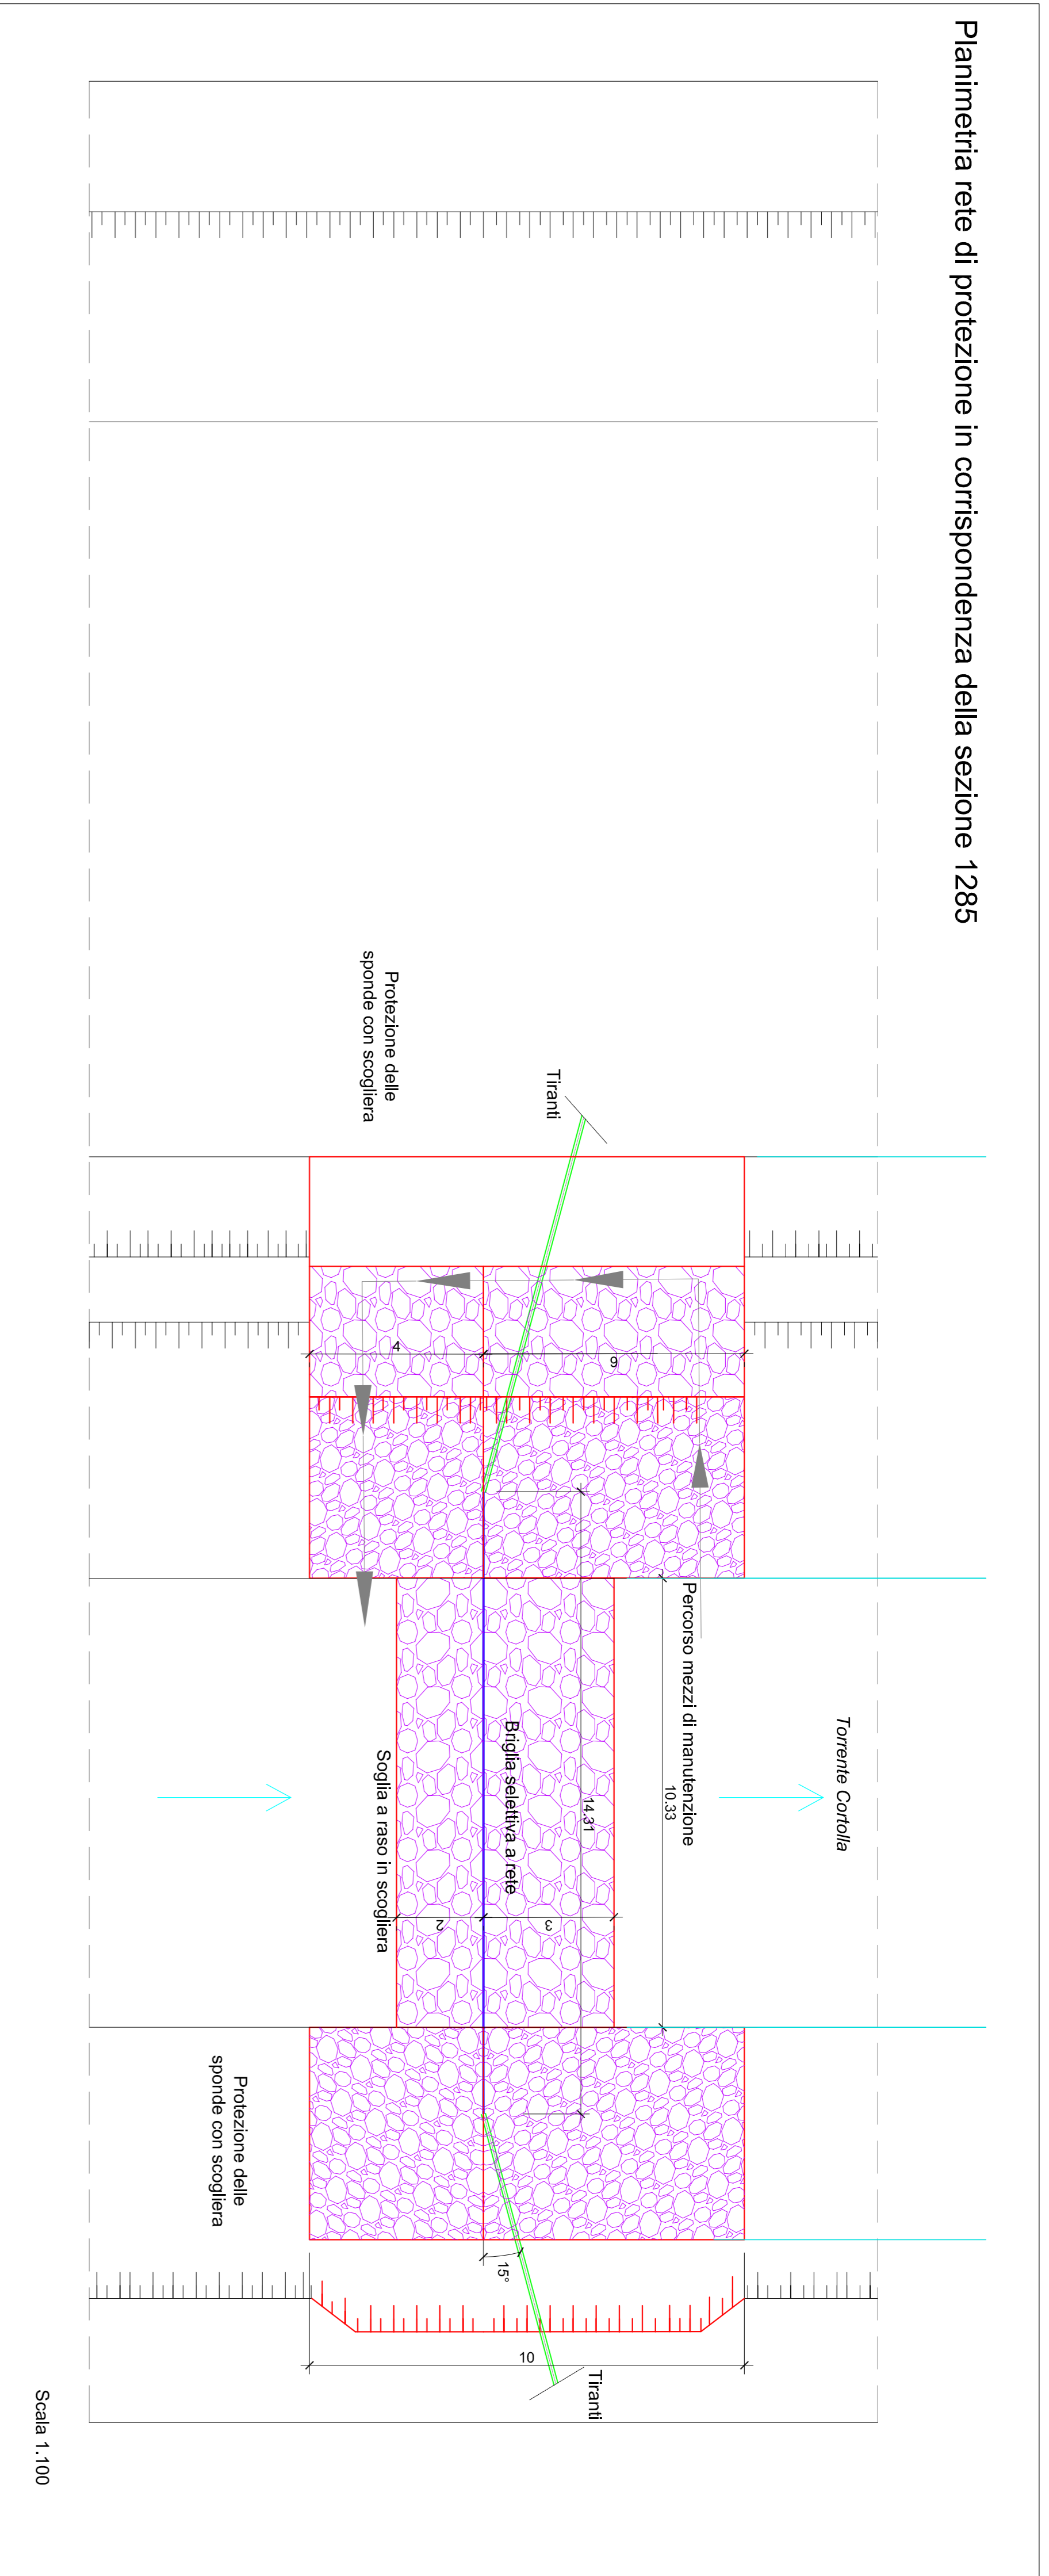 Planimetria rete di protezione in corrispondenza della sezione 1285
Torrente Cortolla
Percorso mezzi di manutenzione
10.33
14.31
Tiranti
Tiranti
Briglia selettiva a rete
Soglia a raso in scogliera
Protezione delle
sponde con scogliera
Protezione delle
sponde con scogliera
6
4
3
2
15°
10
Scala 1.100